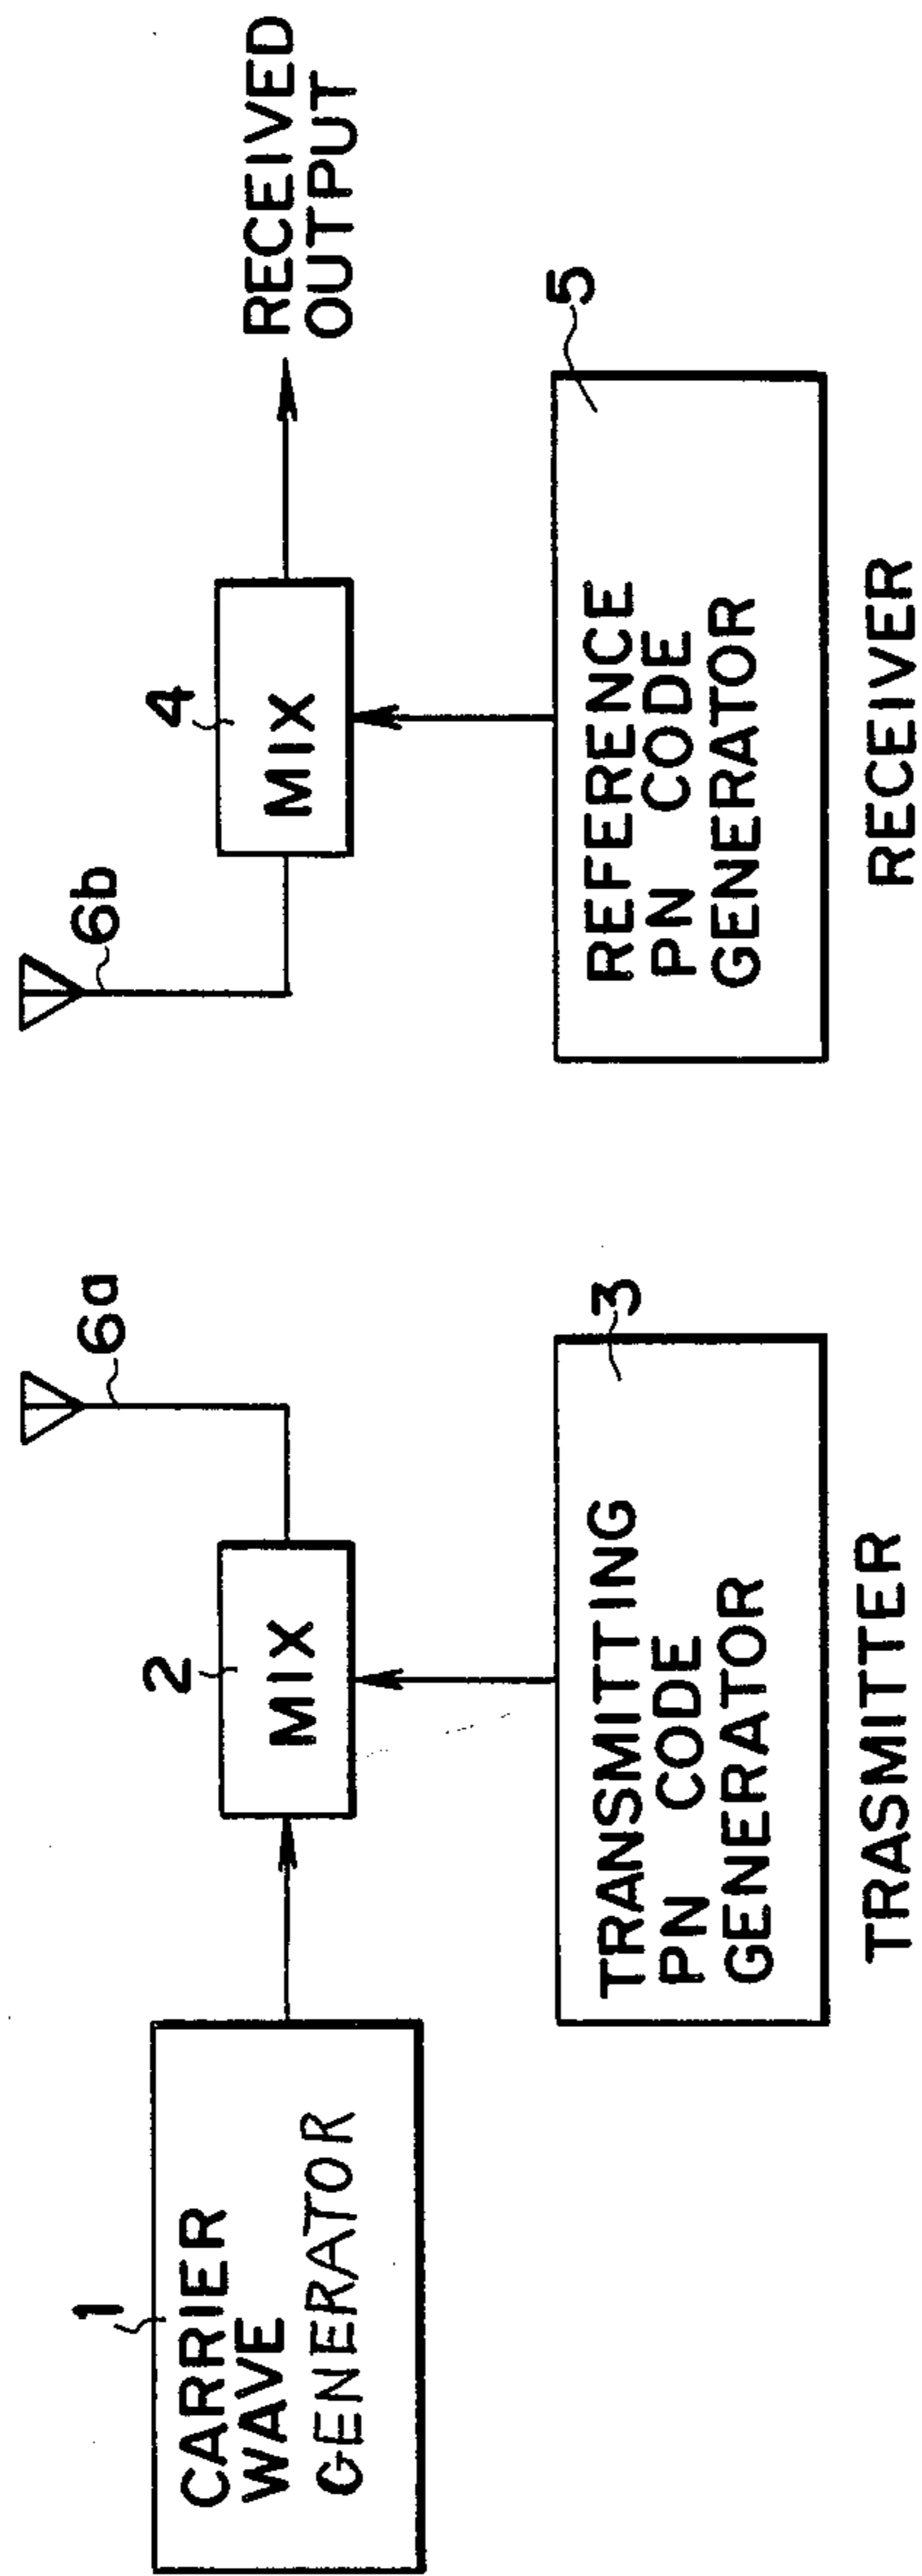 1
CARRIER
WAVE
GENERATOR
2
MIX
6a
TRANSMITTING
PN CODE
GENERATOR
3
TRASMITTER
6b
4
MIX
RECEIVED
OUTPUT
REFERENCE
PN CODE
GENERATOR
5
RECEIVER